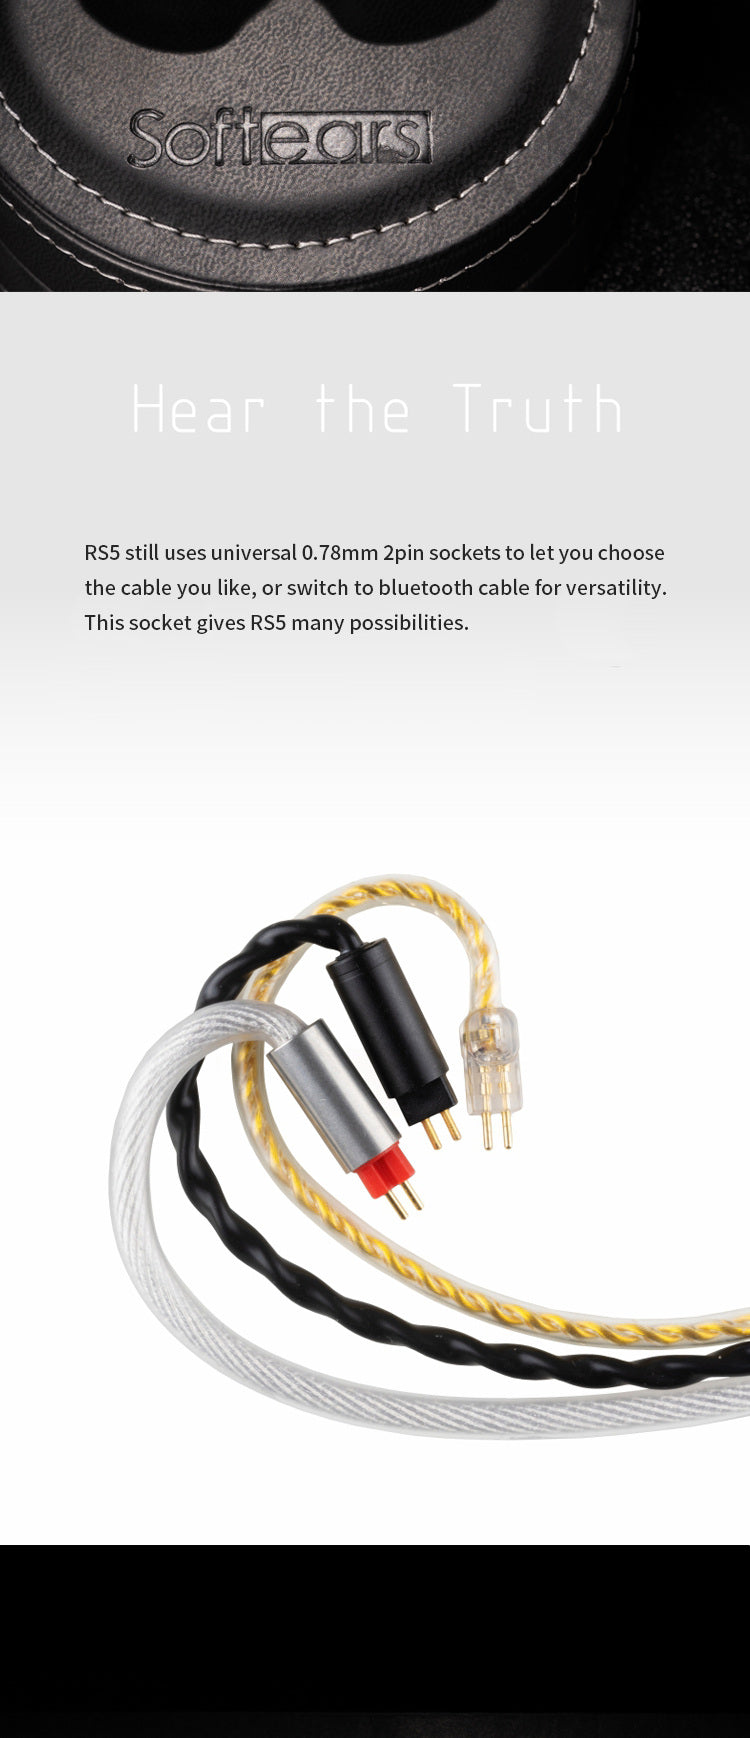 Softears
Hear the Truth
RS5 still uses universal 0.78mm 2pin sockets to let you choose
the cable you like, or switch to bluetooth cable for versatility.
This socket gives RS5 many possibilities.